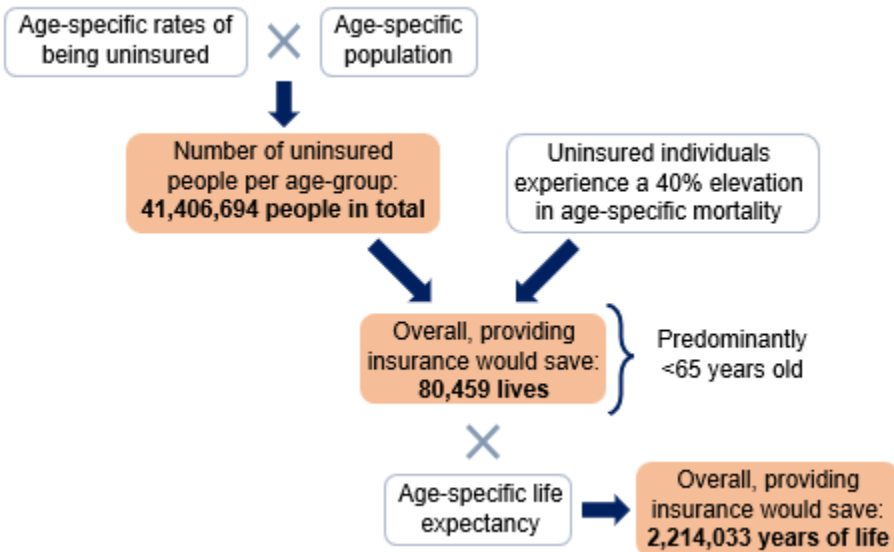 Age-specific rates of
being uninsured
×
Age-specific
population
Number of uninsured
people per age-group:
41,406,694 people in total
Uninsured individuals
experience a 40% elevation
in age-specific mortality
Overall, providing
insurance would save:
80,459 lives
Predominantly
<65 years old
×
Age-specific life
expectancy
Overall, providing
insurance would save:
2,214,033 years of life